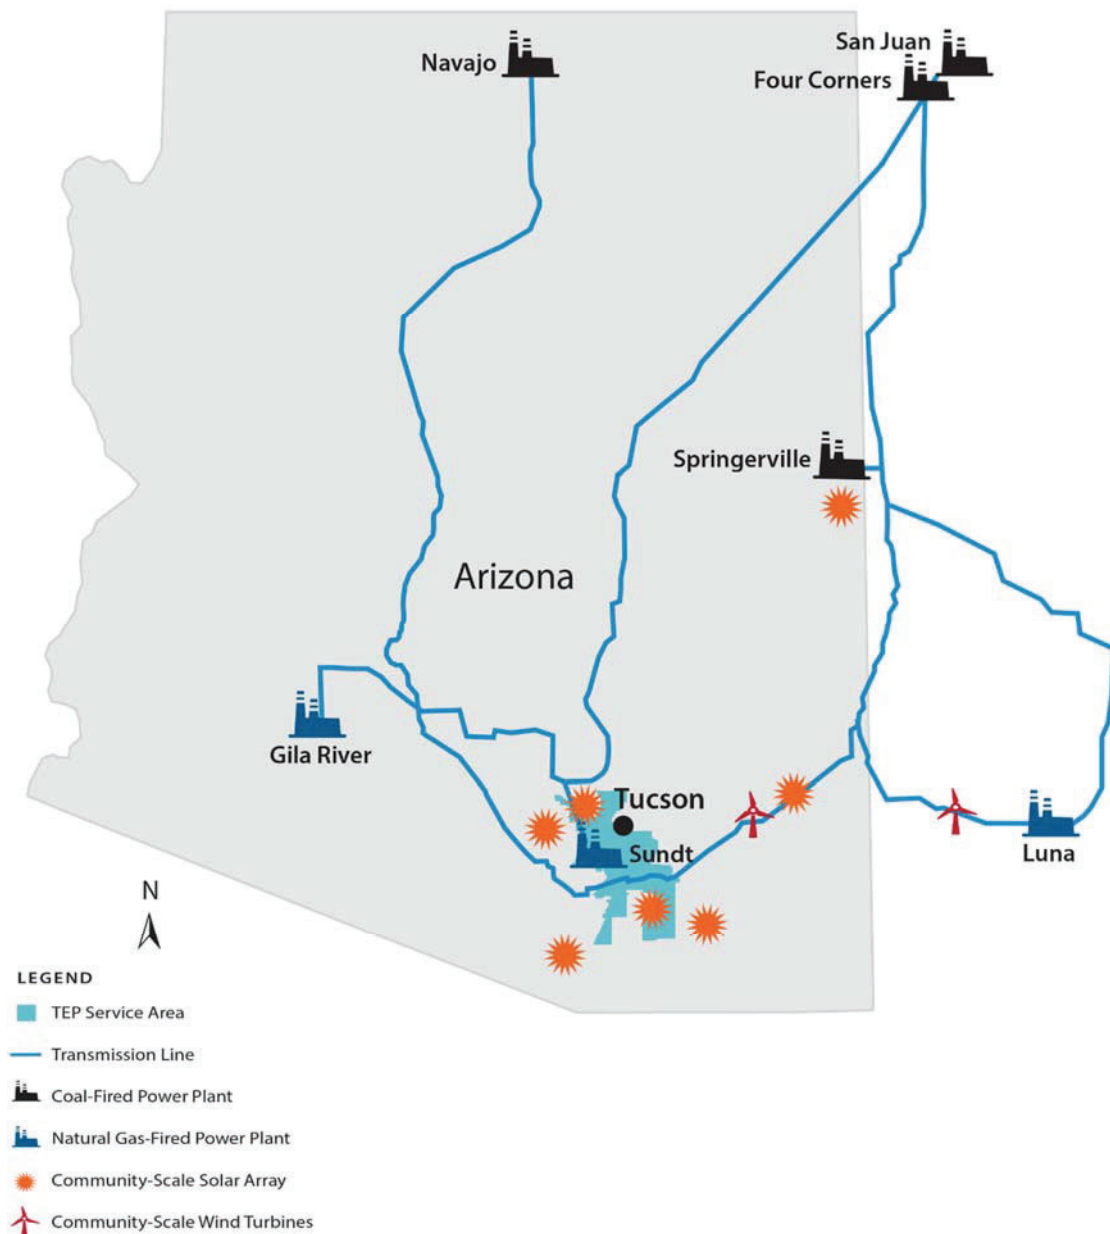 San Juan
Navajo
Four Corners
Springerville
Arizona
Gila River
Tucson
Sundt
Luna
N
LEGEND
TEP Service Area
Transmission Line
Coal-Fired Power Plant
Natural Gas-Fired Power Plant
Community-Scale Solar Array
Community-Scale Wind Turbines